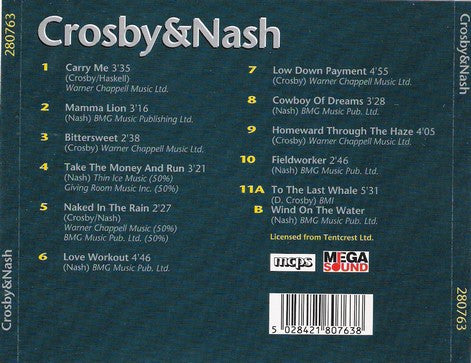 280763
Crosby&Nash
Crosby&Nash
1 Carry Me 3'35
(Crosby/Haskell)
Warner Chappell Music Ltd.
2 Mamma Lion 3'16
(Nash) BMG Music Publishing Ltd.
3 Bittersweet 2'38
(Crosby) Warner Chappell Music Ltd.
4 Take The Money And Run 3'21
(Nash) Thin Ice Music (50%)
Giving Room Music Inc. (50%)
5 Naked In The Rain 2'27
(Crosby/Nash)
Warner Chappell Music (50%)
BMG Music Pub. Ltd. (50%)
6 Love Workout 4'46
(Nash) BMG Music Pub. Ltd.
7 Low Down Payment 4'55
(Crosby) Warner Chappell Music Ltd.
8 Cowboy Of Dreams 3'28
(Nash) BMG Music Pub. Ltd.
9 Homeward Through The Haze 4'05
(Crosby) Warner Chappell Music Ltd.
10 Fieldworker 2'46
(Nash) BMG Music Pub. Ltd.
11A To The Last Whale 5'31
(D. Crosby) BMI
B Wind On The Water
(Nash) BMG Music Pub. Ltd.
Licensed from Tentcrest Ltd.
mcps
MEGA
SOUND
5 028421 807638
Crosby&Nash
280763